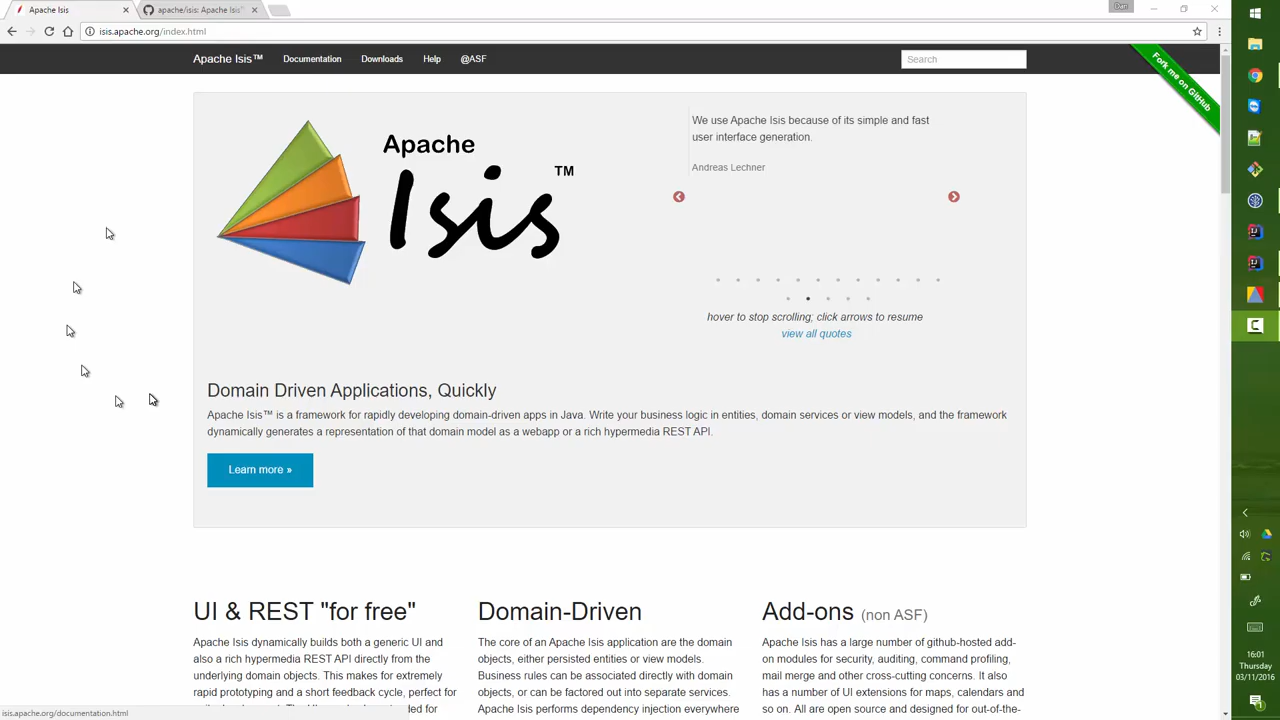 Apache Isis
apache/isis: Apache Isis™
Dan
isis.apache.org/index.html
Apache Isis™
Documentation
Downloads
Help
@ASF
Search
Fork me on GitHub
Apache
Isis
TM
We use Apache Isis because of its simple and fast
user interface generation.
Andreas Lechner
hover to stop scrolling; click arrows to resume
view all quotes
Domain Driven Applications, Quickly
Apache Isis™ is a framework for rapidly developing domain-driven apps in Java. Write your business logic in entities, domain services or view models, and the framework
dynamically generates a representation of that domain model as a webapp or a rich hypermedia REST API.
Learn more »
UI & REST "for free"
Apache Isis dynamically builds both a generic UI and
also a rich hypermedia REST API directly from the
underlying domain objects. This makes for extremely
rapid prototyping and a short feedback cycle, perfect for
Domain-Driven
The core of an Apache Isis application are the domain
objects, either persisted entities or view models.
Business rules can be associated directly with domain
objects, or can be factored out into separate services.
Apache Isis performs dependency injection everywhere
Add-ons (non ASF)
Apache Isis has a large number of github-hosted add-
on modules for security, auditing, command profiling,
mail merge and other cross-cutting concerns. It also
has a number of UI extensions for maps, calendars and
so on. All are open source and designed for out-of-the-
isis.apache.org/documentation.html
16:01
Thursday
03/11/2016